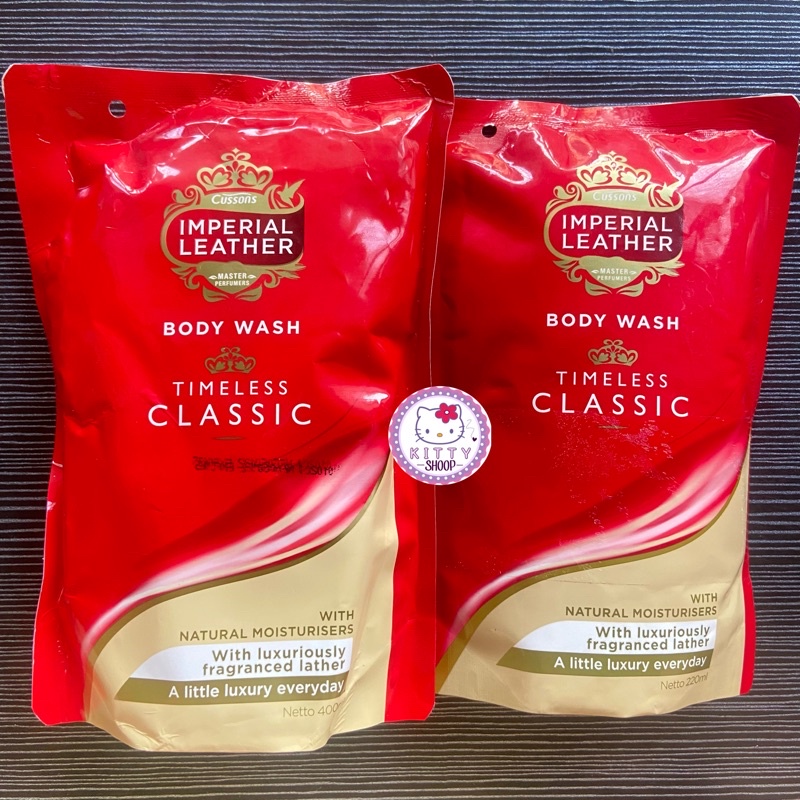 Cussons
IMPERIAL
LEATHER
MASTER
PERFUMERS
BODY WASH
TIMELESS
CLASSIC
WITH
NATURAL MOISTURISERS
With luxuriously
fragranced lather
A little luxury everyday
Netto 400
Cussons
IMPERIAL
LEATHER
MASTER
PERFUMERS
BODY WASH
TIMELESS
CLASSIC
WITH
NATURAL MOISTURISERS
With luxuriously
fragranced lather
A little luxury everyday
Netto 220ml
KITTY
SHOOP